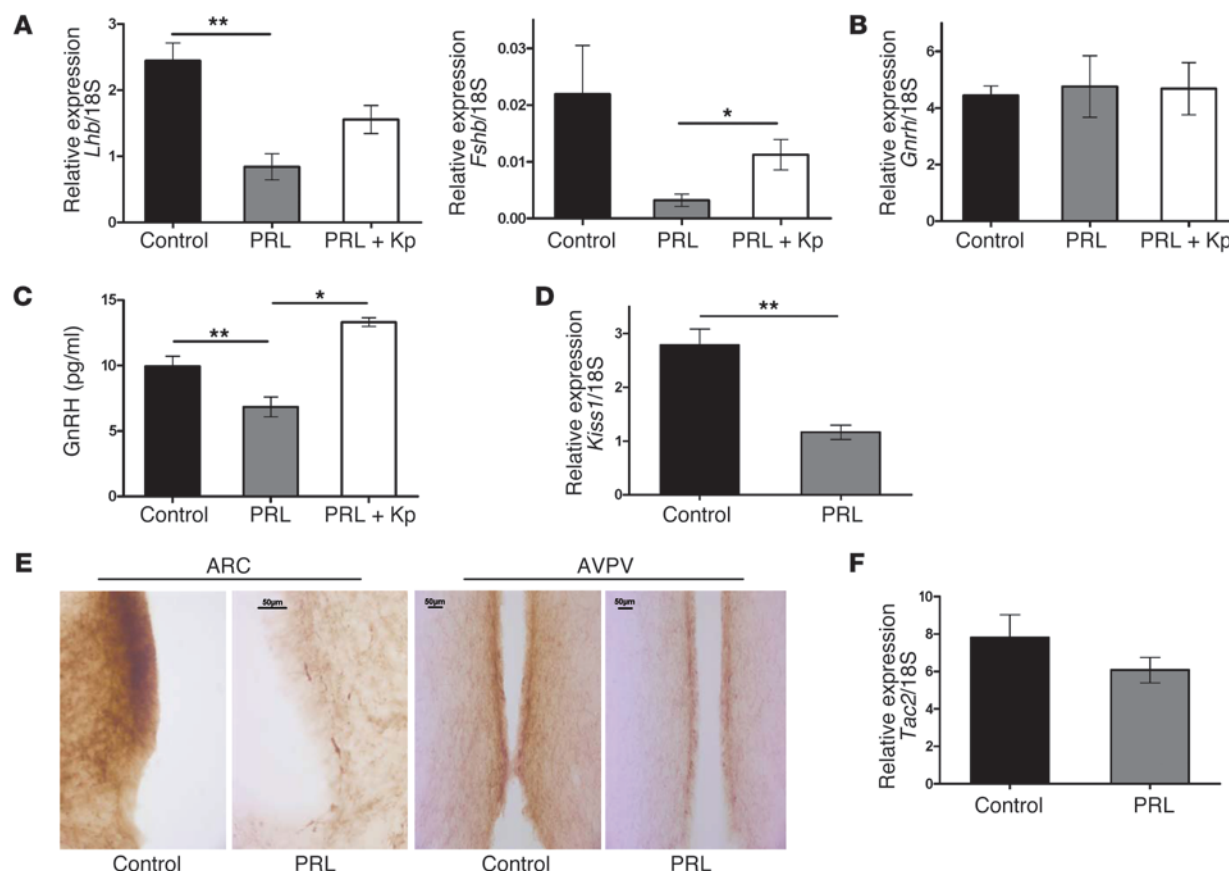 A
Relative expression
Lhb/18S
3
2
1
0
**
Control PRL PRL + Kp
Relative expression
Fshb/18S
0.03
0.02
0.01
0.00
*
Control PRL PRL + Kp
B
Relative expression
Gnrh/18S
6
4
2
0
Control PRL PRL + Kp
C
GnRH (pg/ml)
15
10
5
0
** *
Control PRL PRL + Kp
D
Relative expression
Kiss1/18S
3
2
1
0
**
Control PRL
E
ARC AVPV
50µm 50µm 50µm
Control PRL Control PRL
F
Relative expression
Tac2/18S
10
8
6
4
2
0
Control PRL